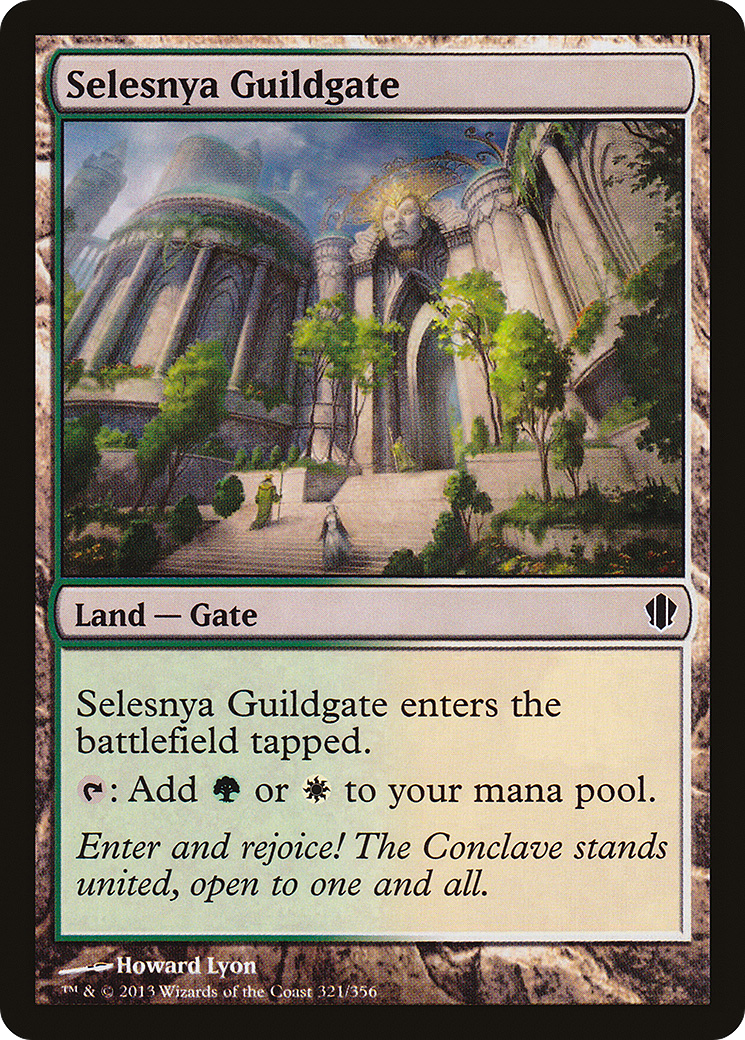 Selesnya Guildgate
Land — Gate
Selesnya Guildgate enters the
battlefield tapped.
: Add or to your mana pool.
Enter and rejoice! The Conclave stands
united, open to one and all.
Howard Lyon
™ & © 2013 Wizards of the Coast 321/356